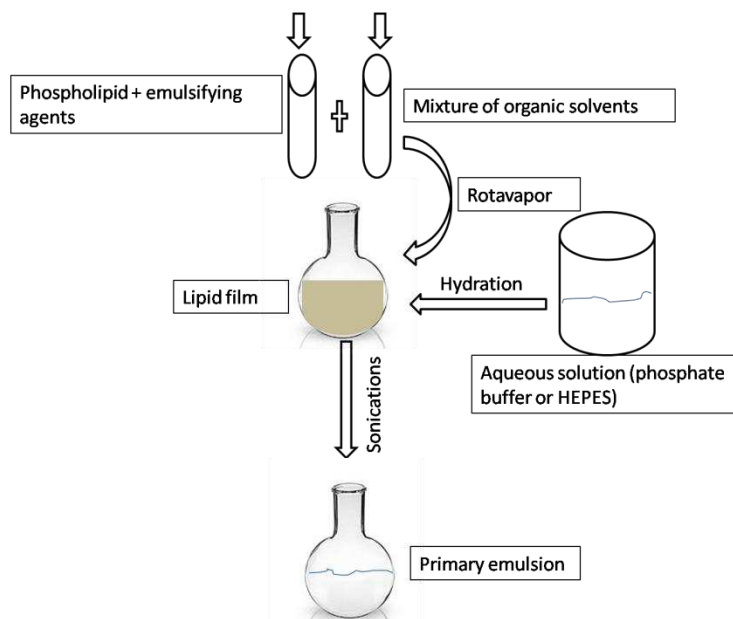 Phospholipid + emulsifying
agents
Mixture of organic solvents
Rotavapor
Lipid film
Hydration
Aqueous solution (phosphate
buffer or HEPES)
Sonications
Primary emulsion